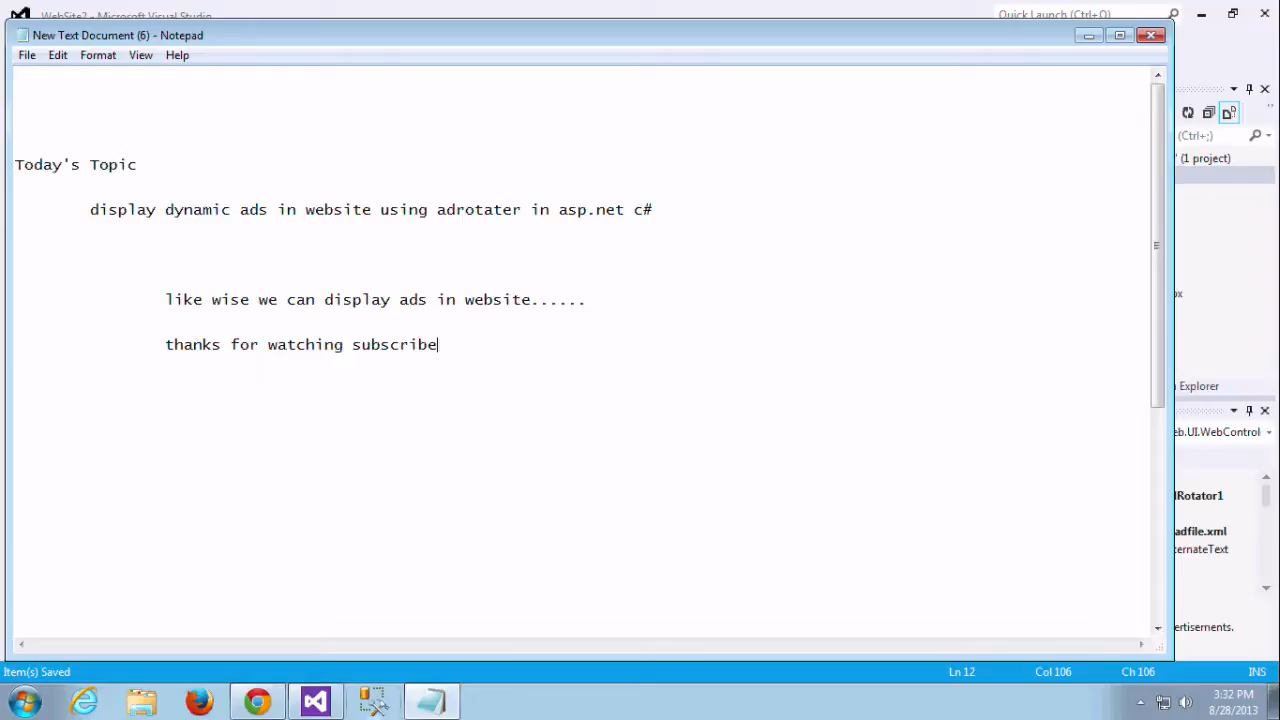 WebSite2 - Microsoft Visual Studio
Quick Launch (Ctrl+Q)
New Text Document (6) - Notepad
File Edit Format View Help
Today's Topic
display dynamic ads in website using adrotater in asp.net c#
like wise we can display ads in website......
thanks for watching subscribe
(Ctrl+;)
(1 project)
Explorer
eb.UI.WebControl
Rotator1
adfile.xml
ternateText
ertisements.
Item(s) Saved
Ln 12 Col 106 Ch 106 INS
3:32 PM
8/28/2013